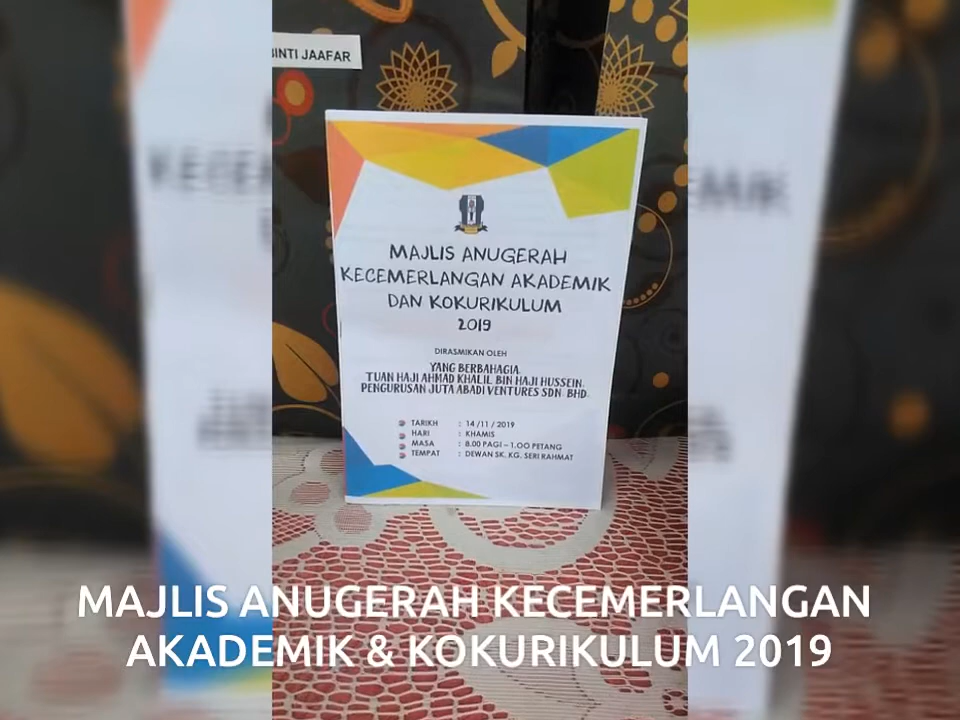 BINTI JAAFAR
MAJLIS ANUGERAH
KECEMERLANGAN AKADEMIK
DAN KOKURIKULUM
2019
DIRASMIKAN OLEH
YANG BERBAHAGIA.
TUAN HAJI AHMAD KHALIL BIN HAJI HUSSEIN.
PENGURUSAN JUTA ABADI VENTURES SDN. BHD.
TARIKH : 14 /11 / 2019
HARI : KHAMIS
MASA : 8.00 PAGI – 1.00 PETANG
TEMPAT : DEWAN SK. KG. SERI RAHMAT
MAJLIS ANUGERAH KECEMERLANGAN
AKADEMIK & KOKURIKULUM 2019